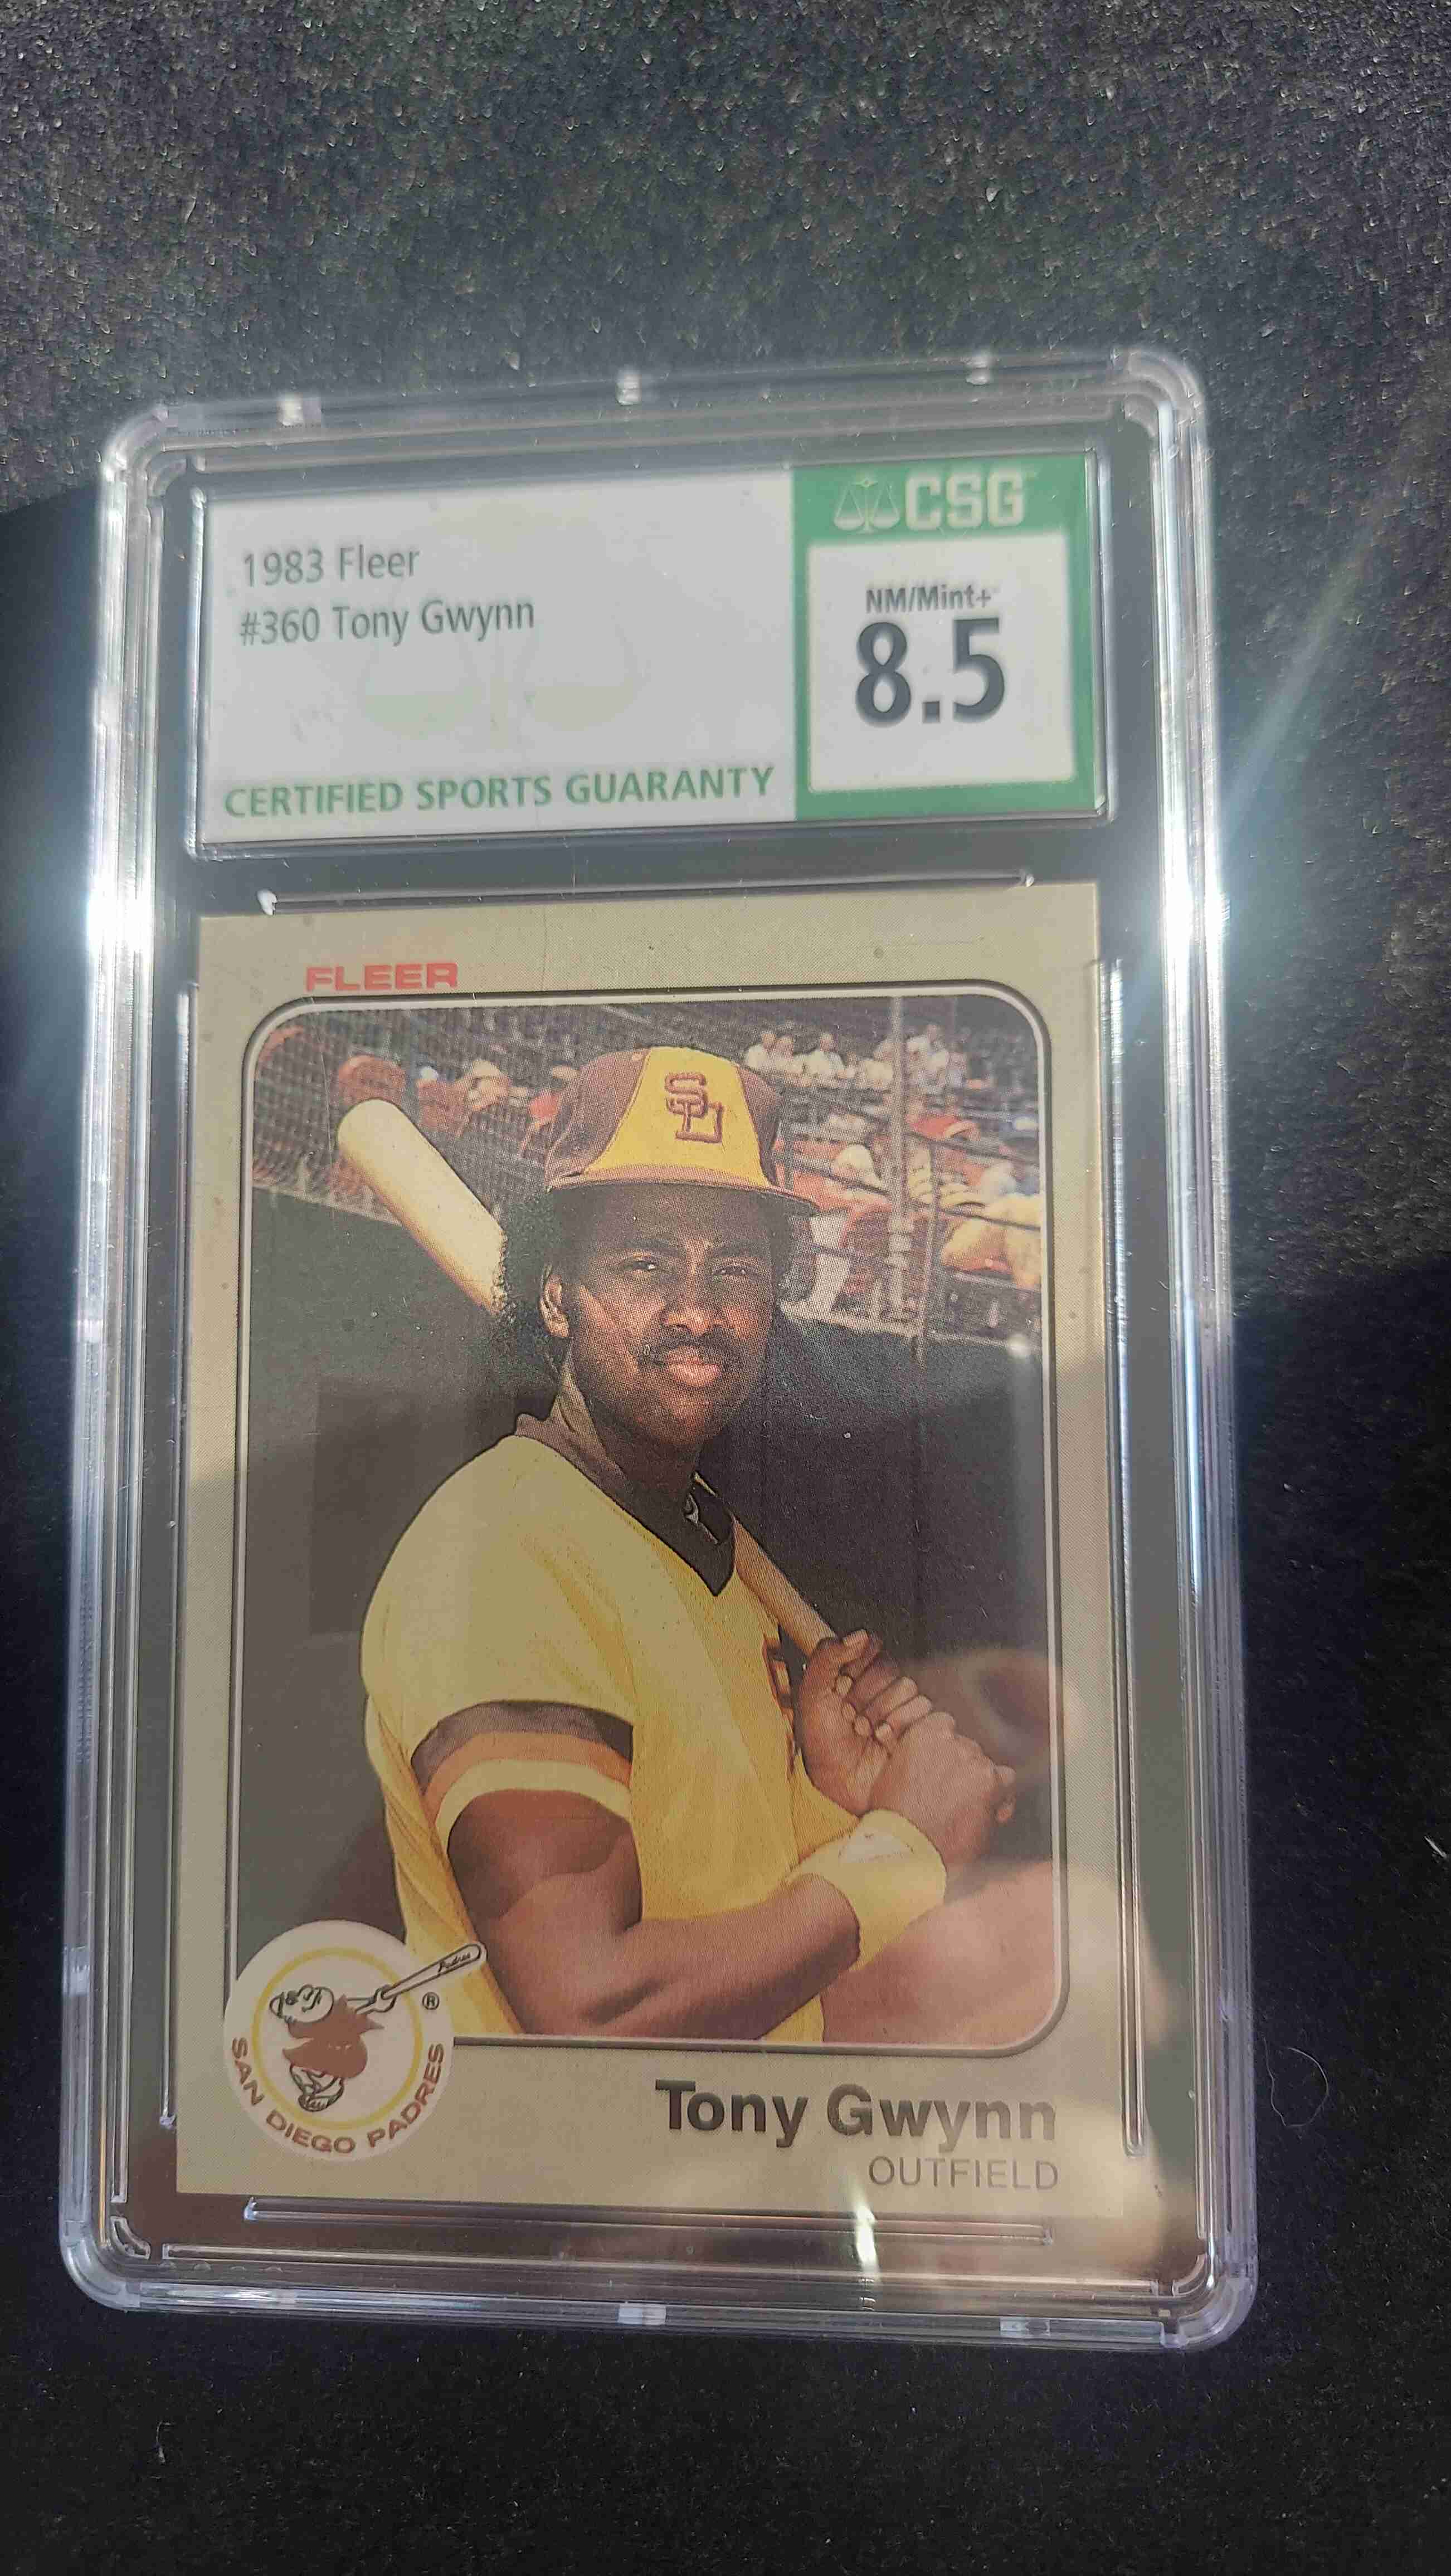 CSG
1983 Fleer
#360 Tony Gwynn
NM/Mint+
8.5
CERTIFIED SPORTS GUARANTY
FLEER
SD
Padres
®
SAN DIEGO PADRES
Tony Gwynn
OUTFIELD